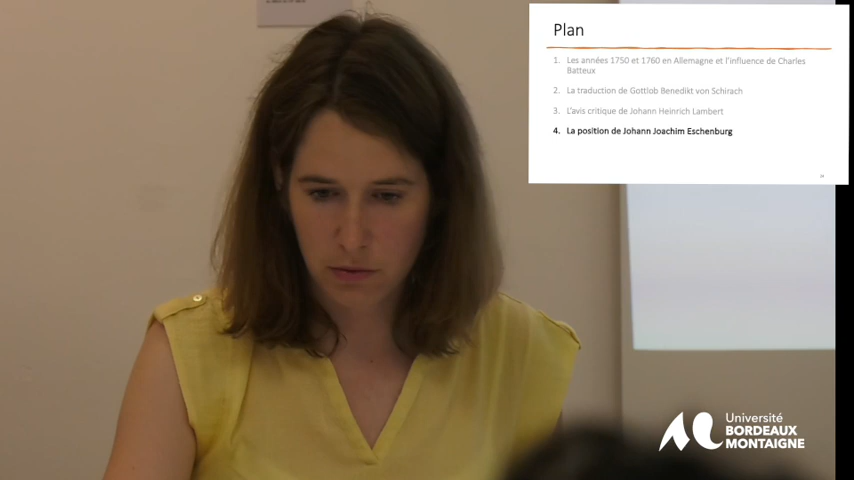 Plan
1. Les années 1750 et 1760 en Allemagne et l'influence de Charles
Batteux
2. La traduction de Gottlob Benedikt von Schirach
3. L'avis critique de Johann Heinrich Lambert
4. La position de Johann Joachim Eschenburg
Université
BORDEAUX
MONTAIGNE